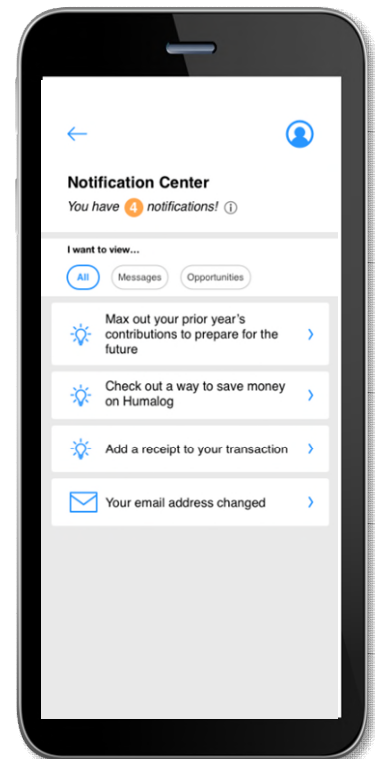 Notification Center
You have 4 notifications!
I want to view...
All Messages Opportunities
Max out your prior year's
contributions to prepare for the
future
Check out a way to save money
on Humalog
Add a receipt to your transaction
Your email address changed